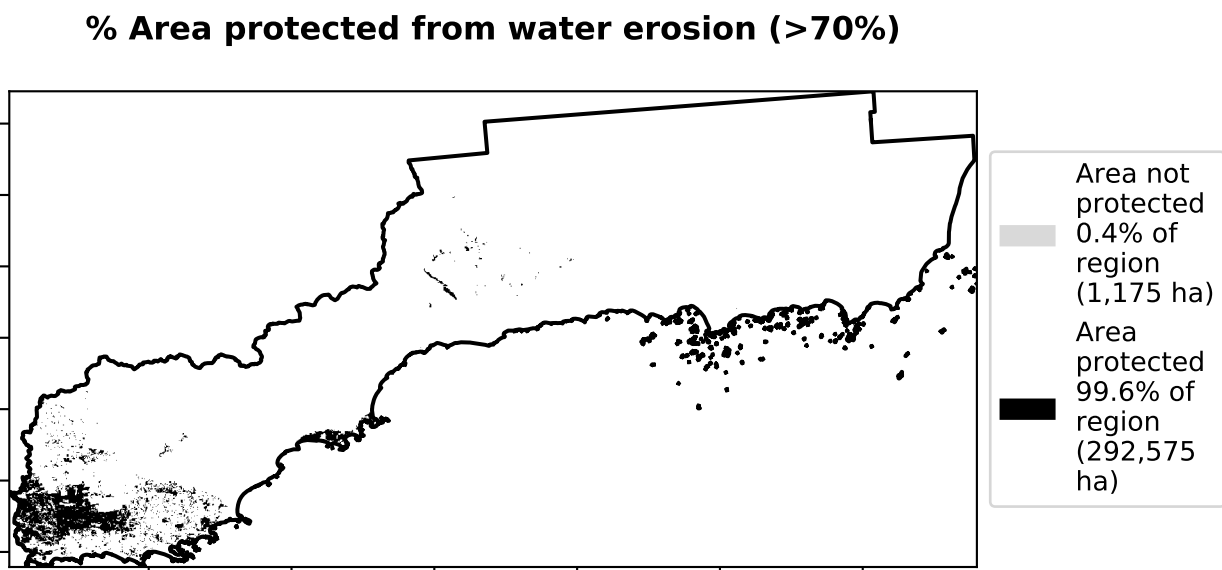 % Area protected from water erosion (>70%)
Area not
protected
0.4% of
region
(1,175 ha)
Area
protected
99.6% of
region
(292,575
ha)